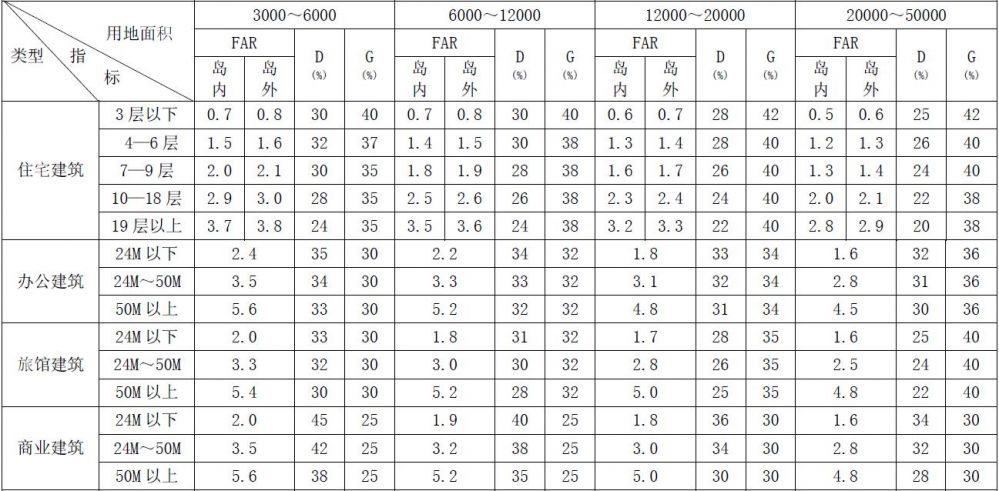 用地面积 3000～6000 6000～12000 12000～20000 20000～50000
类型 指标 FAR D (%) G (%) FAR D (%) G (%) FAR D (%) G (%) FAR D (%) G (%)
岛内 岛外 岛内 岛外 岛内 岛外 岛内 岛外
住宅建筑
3 层以下 0.7 0.8 30 40 0.7 0.8 30 40 0.6 0.7 28 42 0.5 0.6 25 42
4—6 层 1.5 1.6 32 37 1.4 1.5 30 38 1.3 1.4 28 40 1.2 1.3 26 40
7—9 层 2.0 2.1 30 35 1.8 1.9 28 38 1.6 1.7 26 40 1.3 1.4 24 40
10—18 层 2.9 3.0 28 35 2.5 2.6 26 38 2.3 2.4 24 40 2.0 2.1 22 38
19 层以上 3.7 3.8 24 35 3.5 3.6 24 38 3.2 3.3 22 40 2.8 2.9 20 38
办公建筑
24M 以下 2.4 35 30 2.2 34 32 1.8 33 34 1.6 32 36
24M～50M 3.5 34 30 3.3 33 32 3.1 32 34 2.8 31 36
50M 以上 5.6 33 30 5.2 32 32 4.8 31 34 4.5 30 36
旅馆建筑
24M 以下 2.0 33 30 1.8 31 32 1.7 28 35 1.6 25 40
24M～50M 3.3 32 30 3.0 30 32 2.8 26 35 2.5 24 40
50M 以上 5.4 30 30 5.2 28 32 5.0 25 35 4.8 22 40
商业建筑
24M 以下 2.0 45 25 1.9 40 25 1.8 36 30 1.6 34 30
24M～50M 3.5 42 25 3.2 38 25 3.0 34 30 2.8 32 30
50M 以上 5.6 38 25 5.2 35 25 5.0 30 30 4.8 28 30